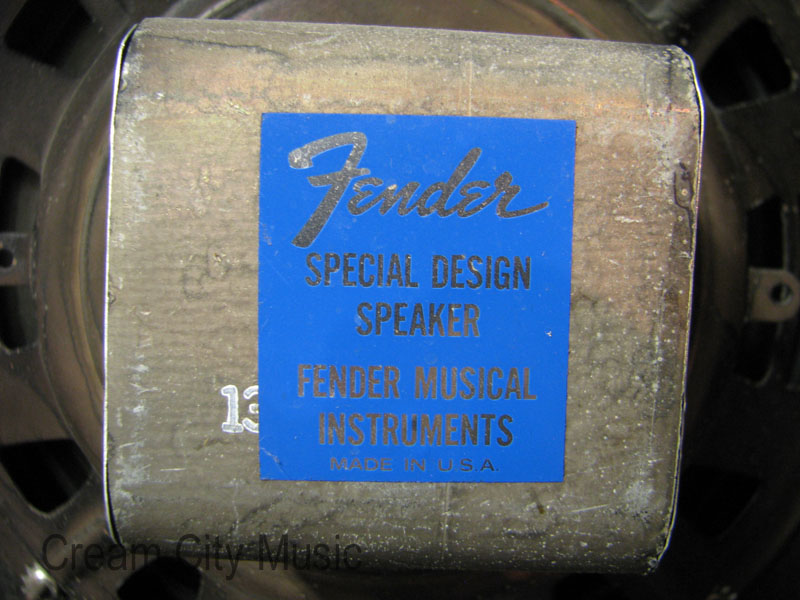 Fender
SPECIAL DESIGN
SPEAKER
FENDER MUSICAL
INSTRUMENTS
MADE IN U.S.A.
13
Cream City Music